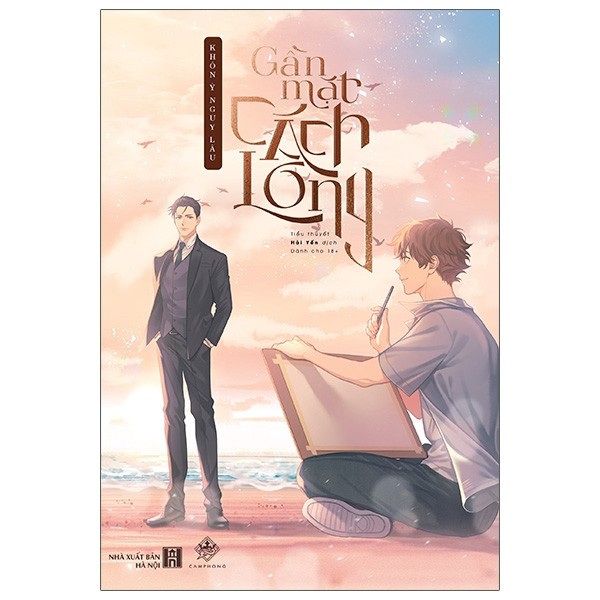 KHỐN Ý NGUY LÂU
Gần
mặt
CÁCh
Lòng
Tiểu thuyết
Hải Yến dịch
Dành cho 18+
NHÀ XUẤT BẢN
HÀ NỘI
CAMPHONG